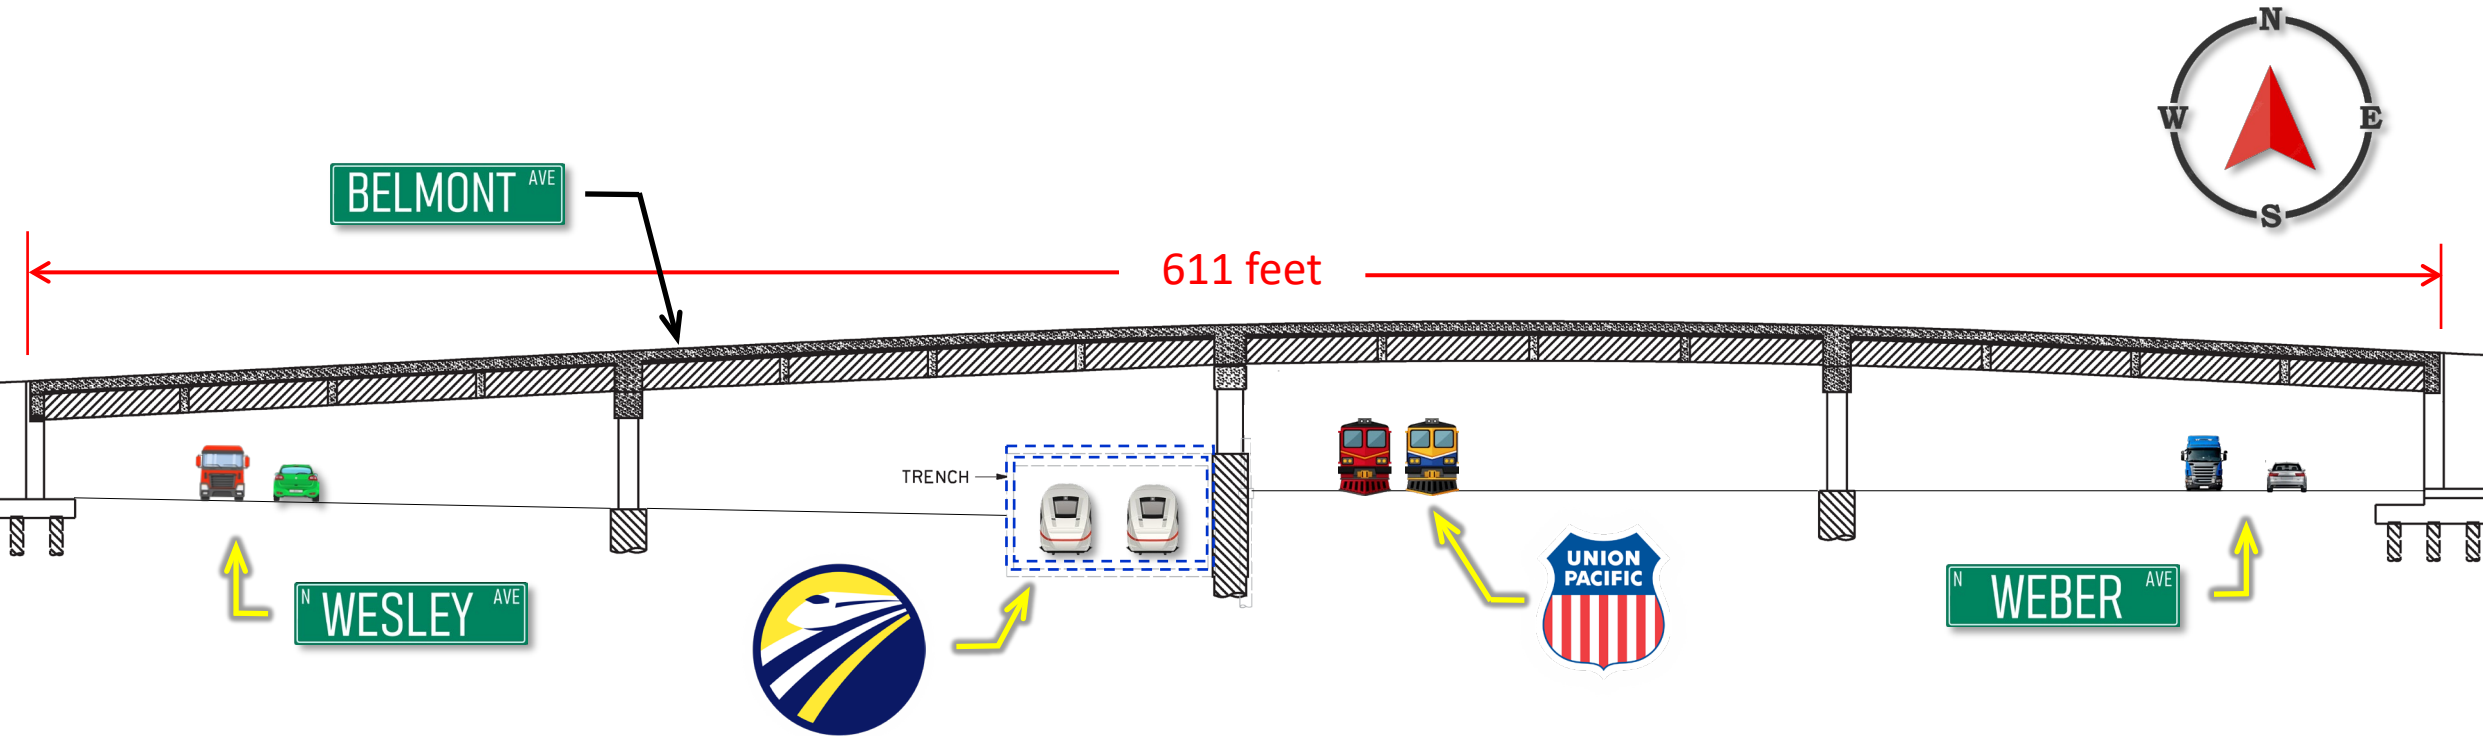 N
W E
S
BELMONT AVE
611 feet
TRENCH
N WESLEY AVE
UNION
PACIFIC
N WEBER AVE